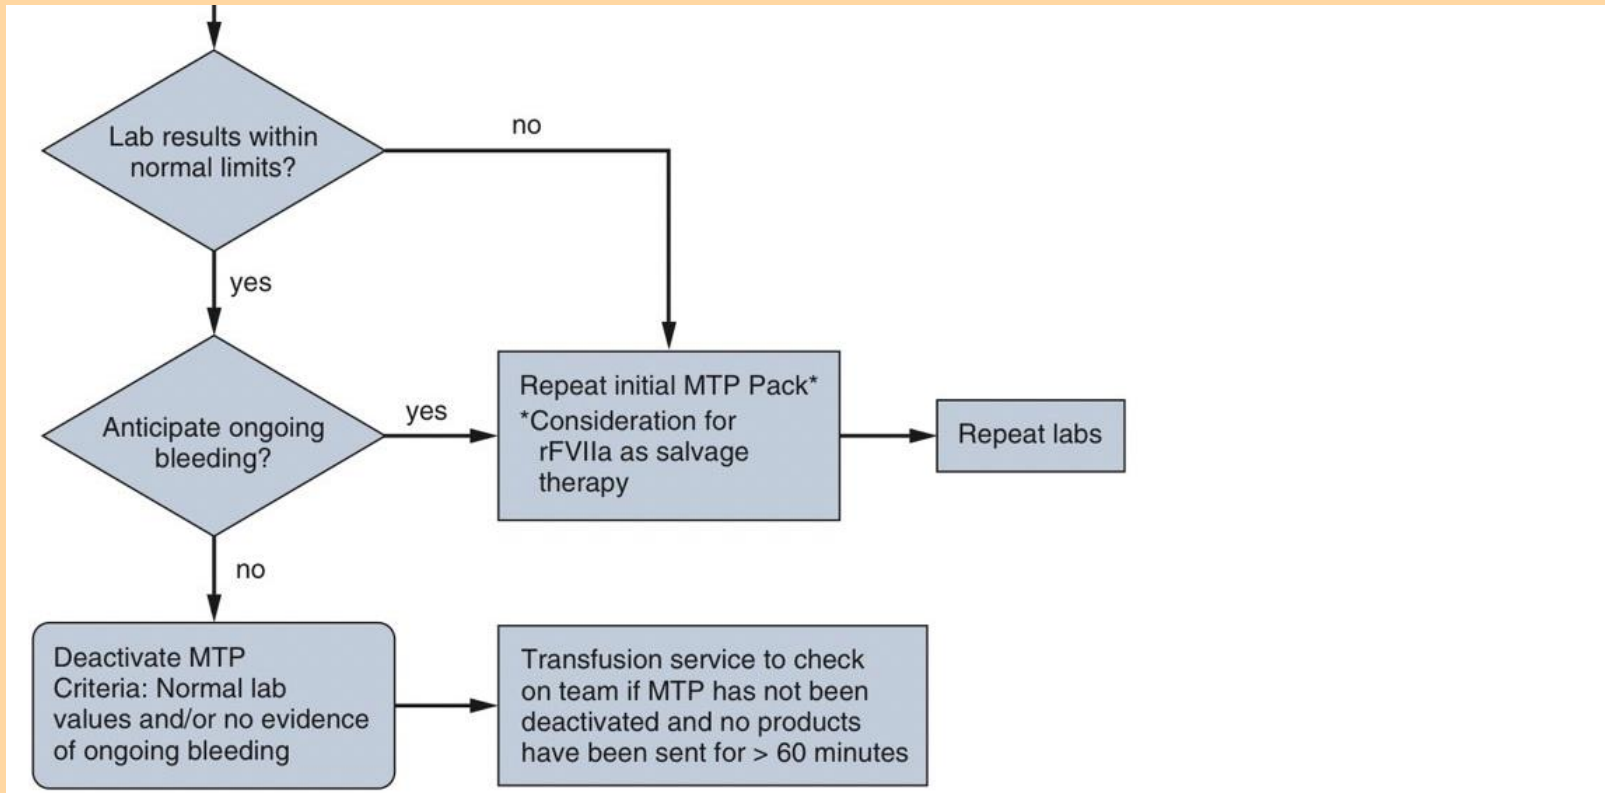 Lab results within
normal limits?
no
yes
Anticipate ongoing
bleeding?
yes
Repeat initial MTP Pack*
*Consideration for
rFVIIa as salvage
therapy
Repeat labs
no
Deactivate MTP
Criteria: Normal lab
values and/or no evidence
of ongoing bleeding
Transfusion service to check
on team if MTP has not been
deactivated and no products
have been sent for > 60 minutes